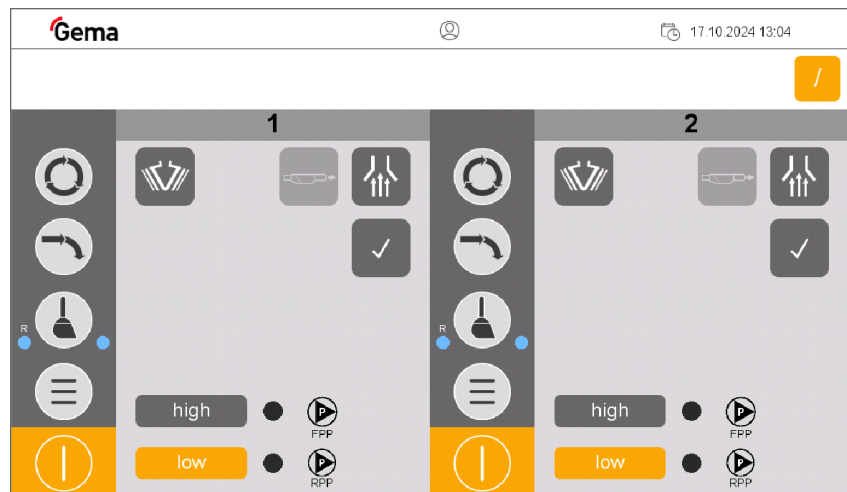 Gema
17.10.2024 13:04
/
1
2
R
R
high
P
FPP
high
P
FPP
low
P
RPP
low
P
RPP